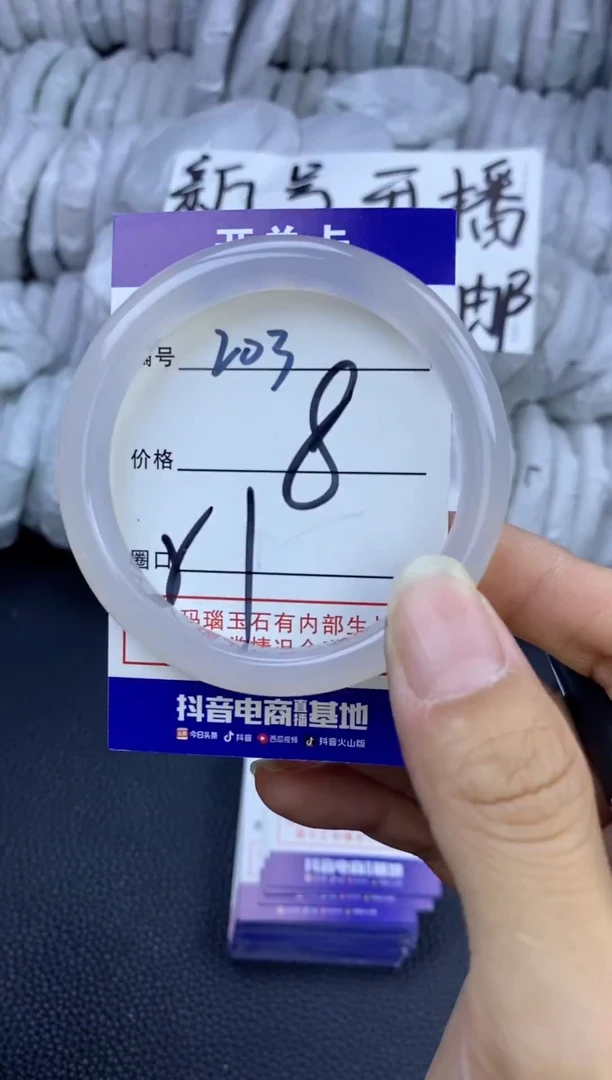 新号开播
邮
开单卡
编号 203
价格 8
圈口
玛瑙玉石有内部生
抖音电商直播基地
今日头条 抖音 西瓜视频 抖音火山版
抖音电商直播基地